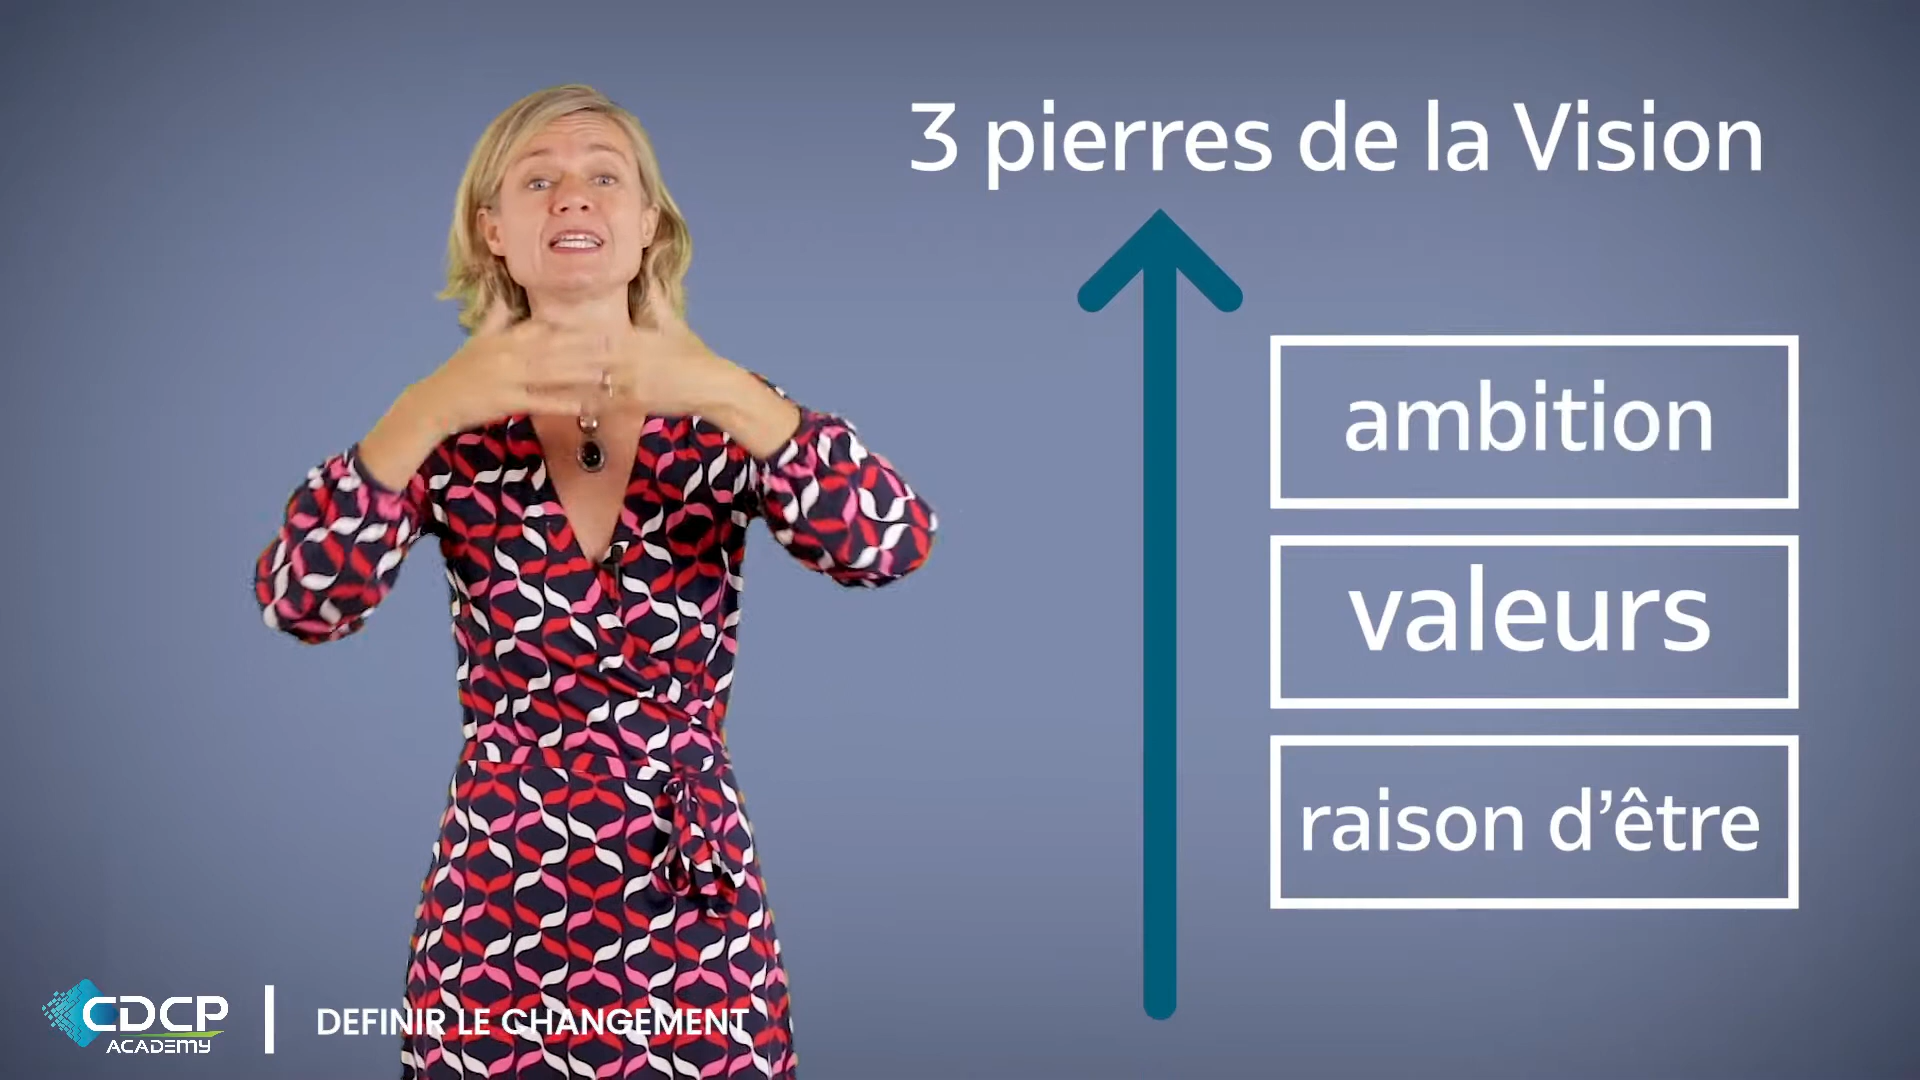 3 pierres de la Vision
ambition
valeurs
raison d'être
CDCP
ACADEMY
DEFINIR LE CHANGEMENT